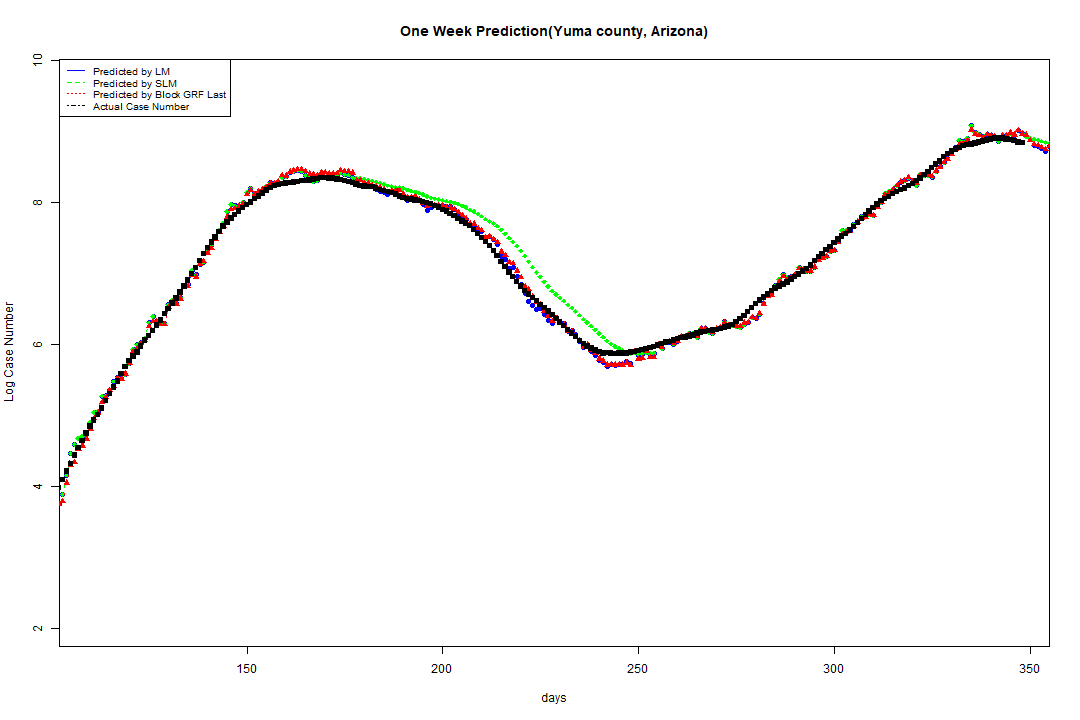 One Week Prediction(Yuma county, Arizona)
Predicted by LM
Predicted by SLM
Predicted by Block GRF Last
Actual Case Number
Log Case Number
10
8
6
4
2
150 200 250 300 350
days